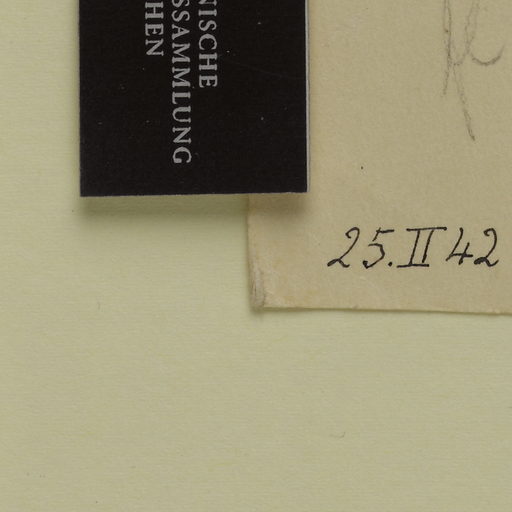 NISCHE
SSAMMLUNG
HEN
25.II 42